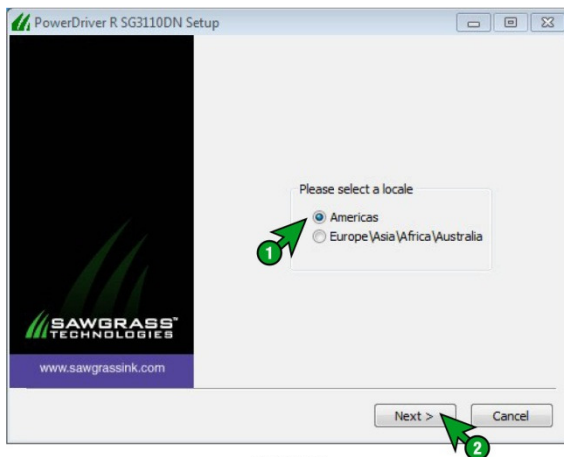 PowerDriver R SG3110DN Setup
Please select a locale
Americas
Europe\Asia\Africa\Australia
1
SAWGRASS™
TECHNOLOGIES
www.sawgrassink.com
Next >
Cancel
2